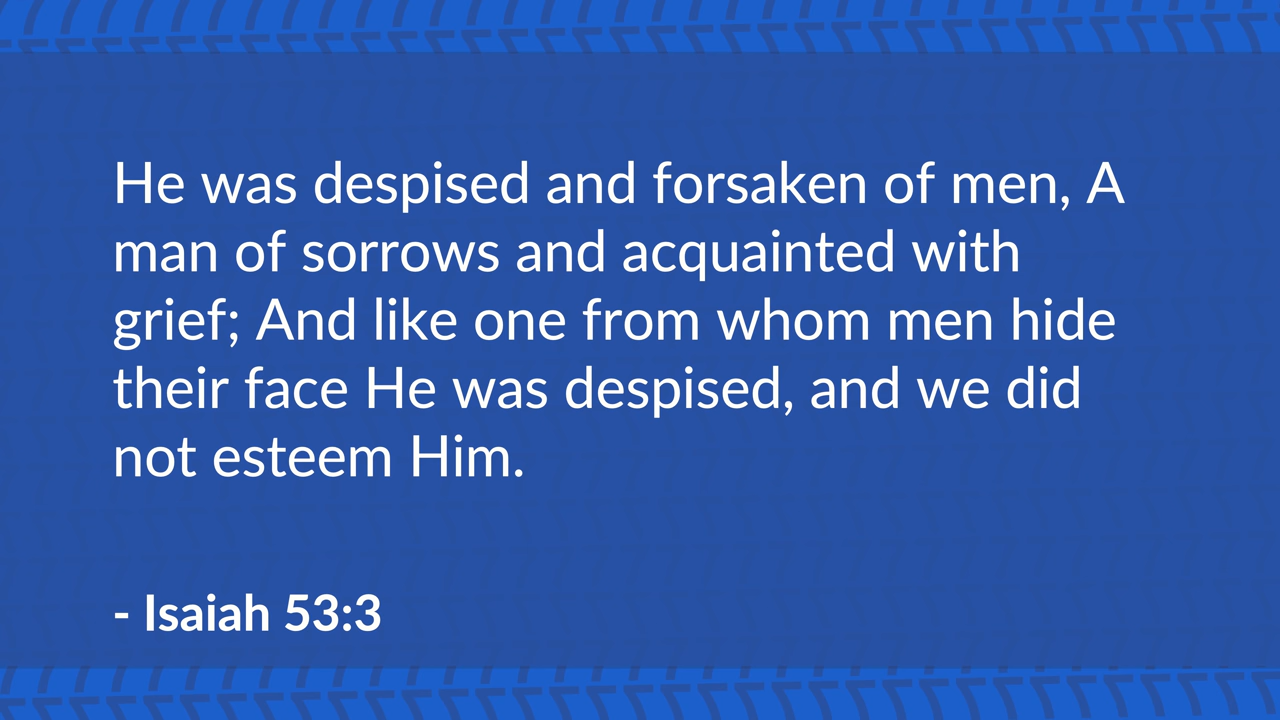 He was despised and forsaken of men, A
man of sorrows and acquainted with
grief; And like one from whom men hide
their face He was despised, and we did
not esteem Him.
- Isaiah 53:3